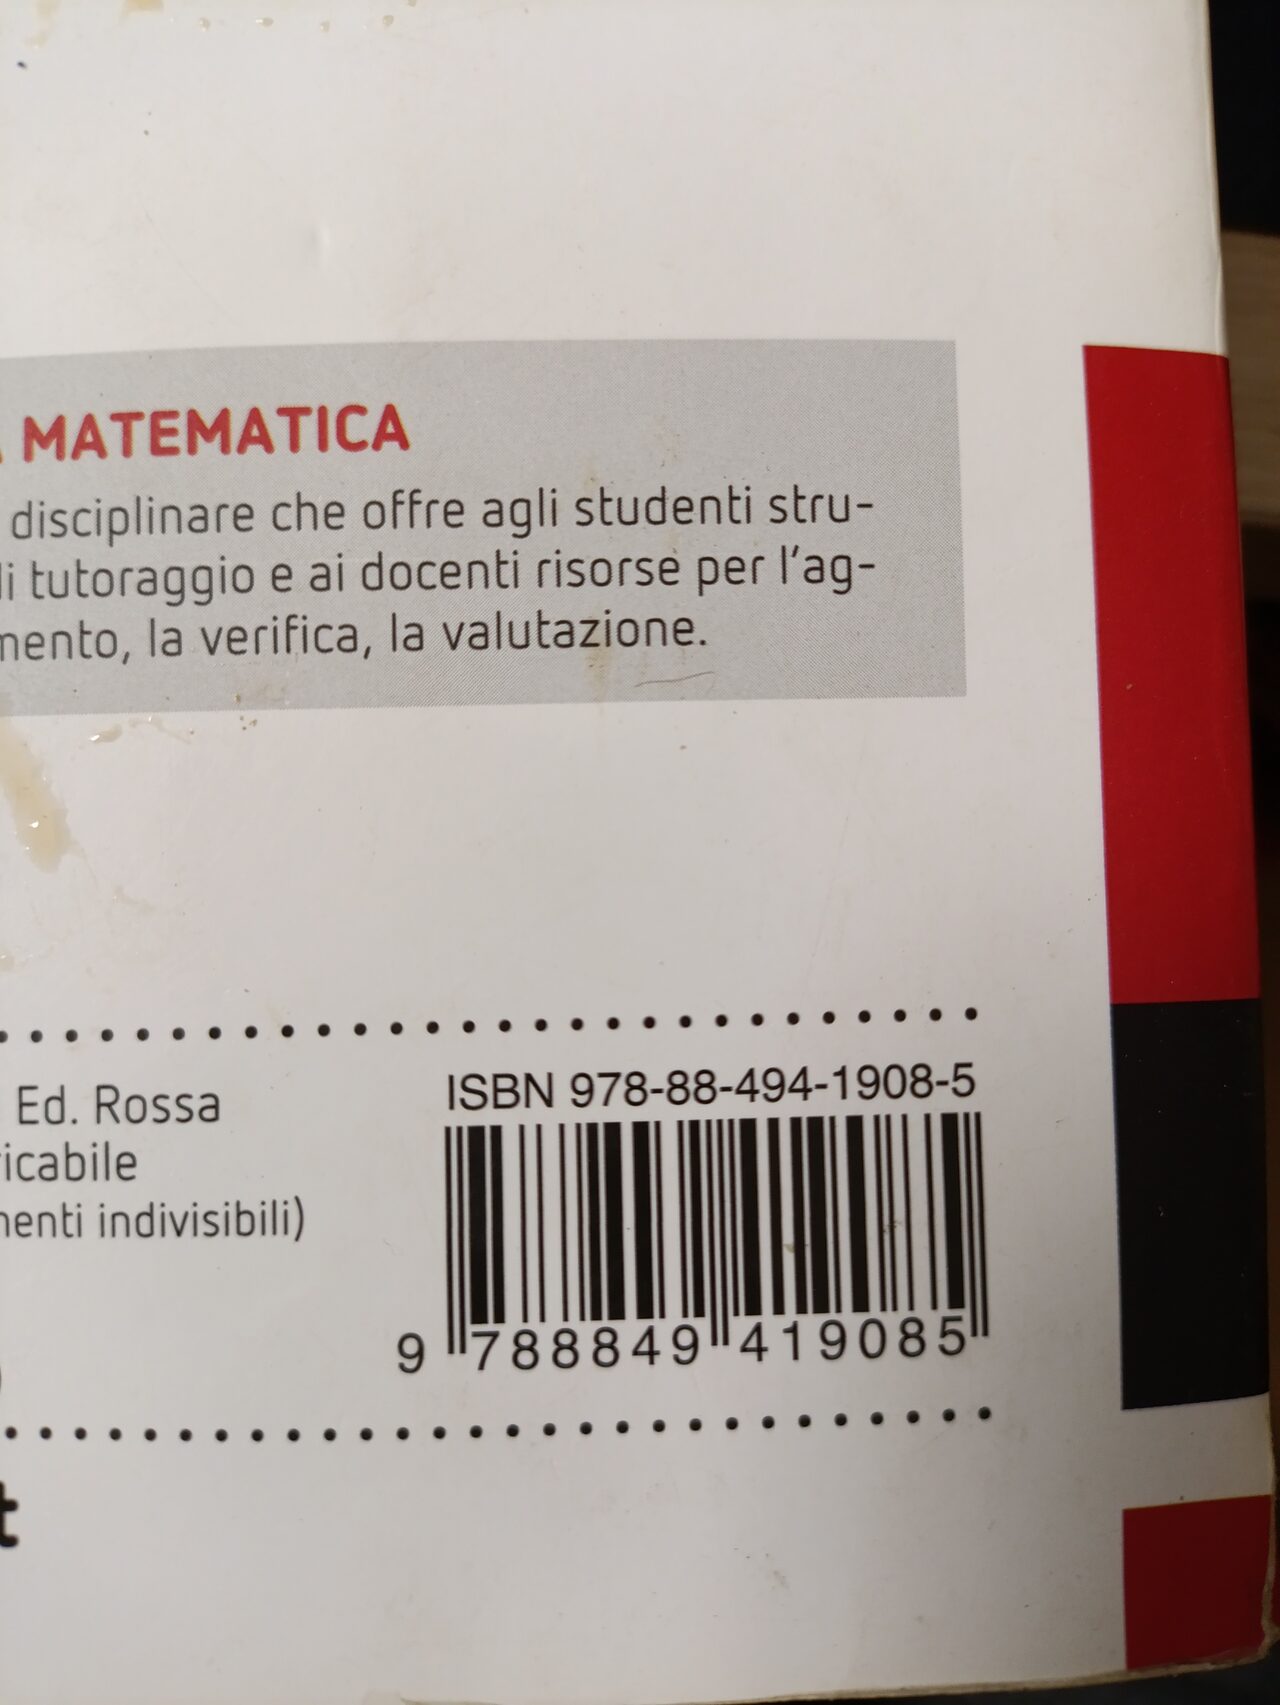 MATEMATICA
disciplinare che offre agli studenti stru-
tutoraggio e ai docenti risorse per l'ag-
mento, la verifica, la valutazione.
Ed. Rossa
icabile
menti indivisibili)
ISBN 978-88-494-1908-5
9 788849 419085
t